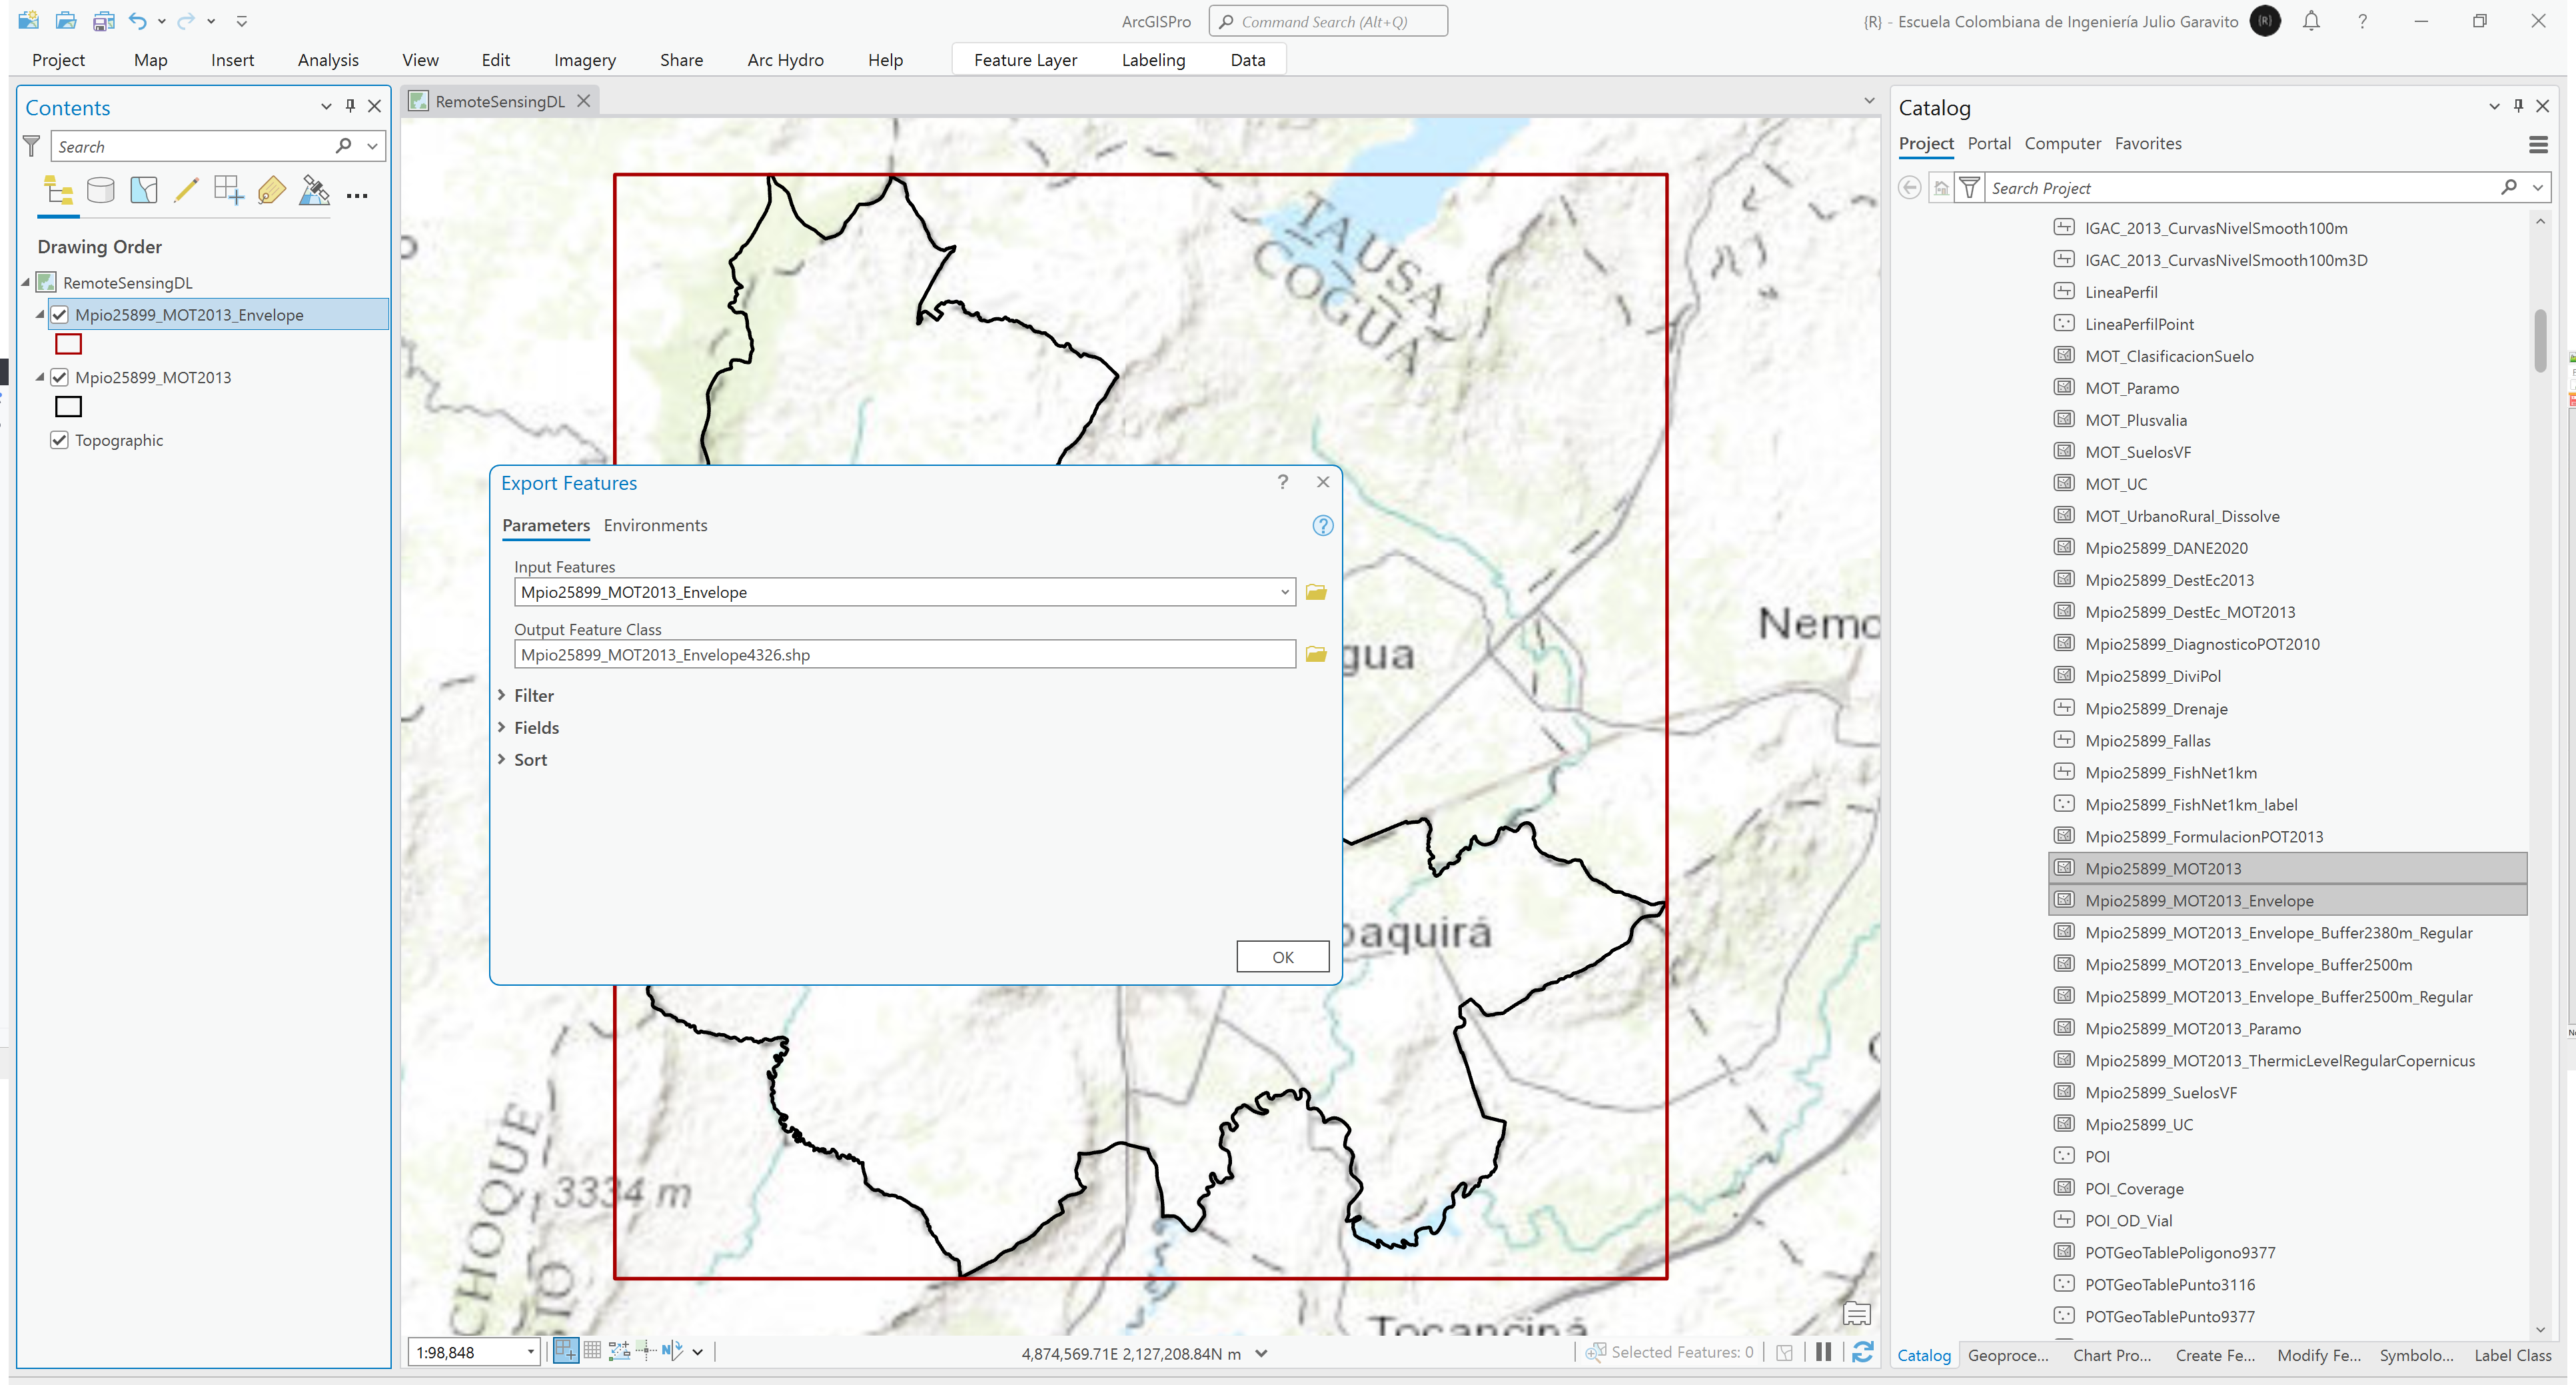 ArcGISPro
Command Search (Alt+Q)
{R} - Escuela Colombiana de Ingeniería Julio Garavito
{R}
Project
Map
Insert
Analysis
View
Edit
Imagery
Share
Arc Hydro
Help
Feature Layer
Labeling
Data
Contents
Search
Drawing Order
RemoteSensingDL
Mpio25899_MOT2013_Envelope
Mpio25899_MOT2013
Topographic
RemoteSensingDL
TAUSA
COGUA
Nemo
gua
paquirá
CHOQUE
3334 m
Tocancipá
Export Features
Parameters
Environments
Input Features
Mpio25899_MOT2013_Envelope
Output Feature Class
Mpio25899_MOT2013_Envelope4326.shp
Filter
Fields
Sort
OK
1:98,848
4,874,569.71E 2,127,208.84N m
Selected Features: 0
Catalog
Project
Portal
Computer
Favorites
Search Project
IGAC_2013_CurvasNivelSmooth100m
IGAC_2013_CurvasNivelSmooth100m3D
LineaPerfil
LineaPerfilPoint
MOT_ClasificacionSuelo
MOT_Paramo
MOT_Plusvalia
MOT_SuelosVF
MOT_UC
MOT_UrbanoRural_Dissolve
Mpio25899_DANE2020
Mpio25899_DestEc2013
Mpio25899_DestEc_MOT2013
Mpio25899_DiagnosticoPOT2010
Mpio25899_DiviPol
Mpio25899_Drenaje
Mpio25899_Fallas
Mpio25899_FishNet1km
Mpio25899_FishNet1km_label
Mpio25899_FormulacionPOT2013
Mpio25899_MOT2013
Mpio25899_MOT2013_Envelope
Mpio25899_MOT2013_Envelope_Buffer2380m_Regular
Mpio25899_MOT2013_Envelope_Buffer2500m
Mpio25899_MOT2013_Envelope_Buffer2500m_Regular
Mpio25899_MOT2013_Paramo
Mpio25899_MOT2013_ThermicLevelRegularCopernicus
Mpio25899_SuelosVF
Mpio25899_UC
POI
POI_Coverage
POI_OD_Vial
POTGeoTablePoligono9377
POTGeoTablePunto3116
POTGeoTablePunto9377
Catalog
Geoproce...
Chart Pro...
Create Fe...
Modify Fe...
Symbolo...
Label Class